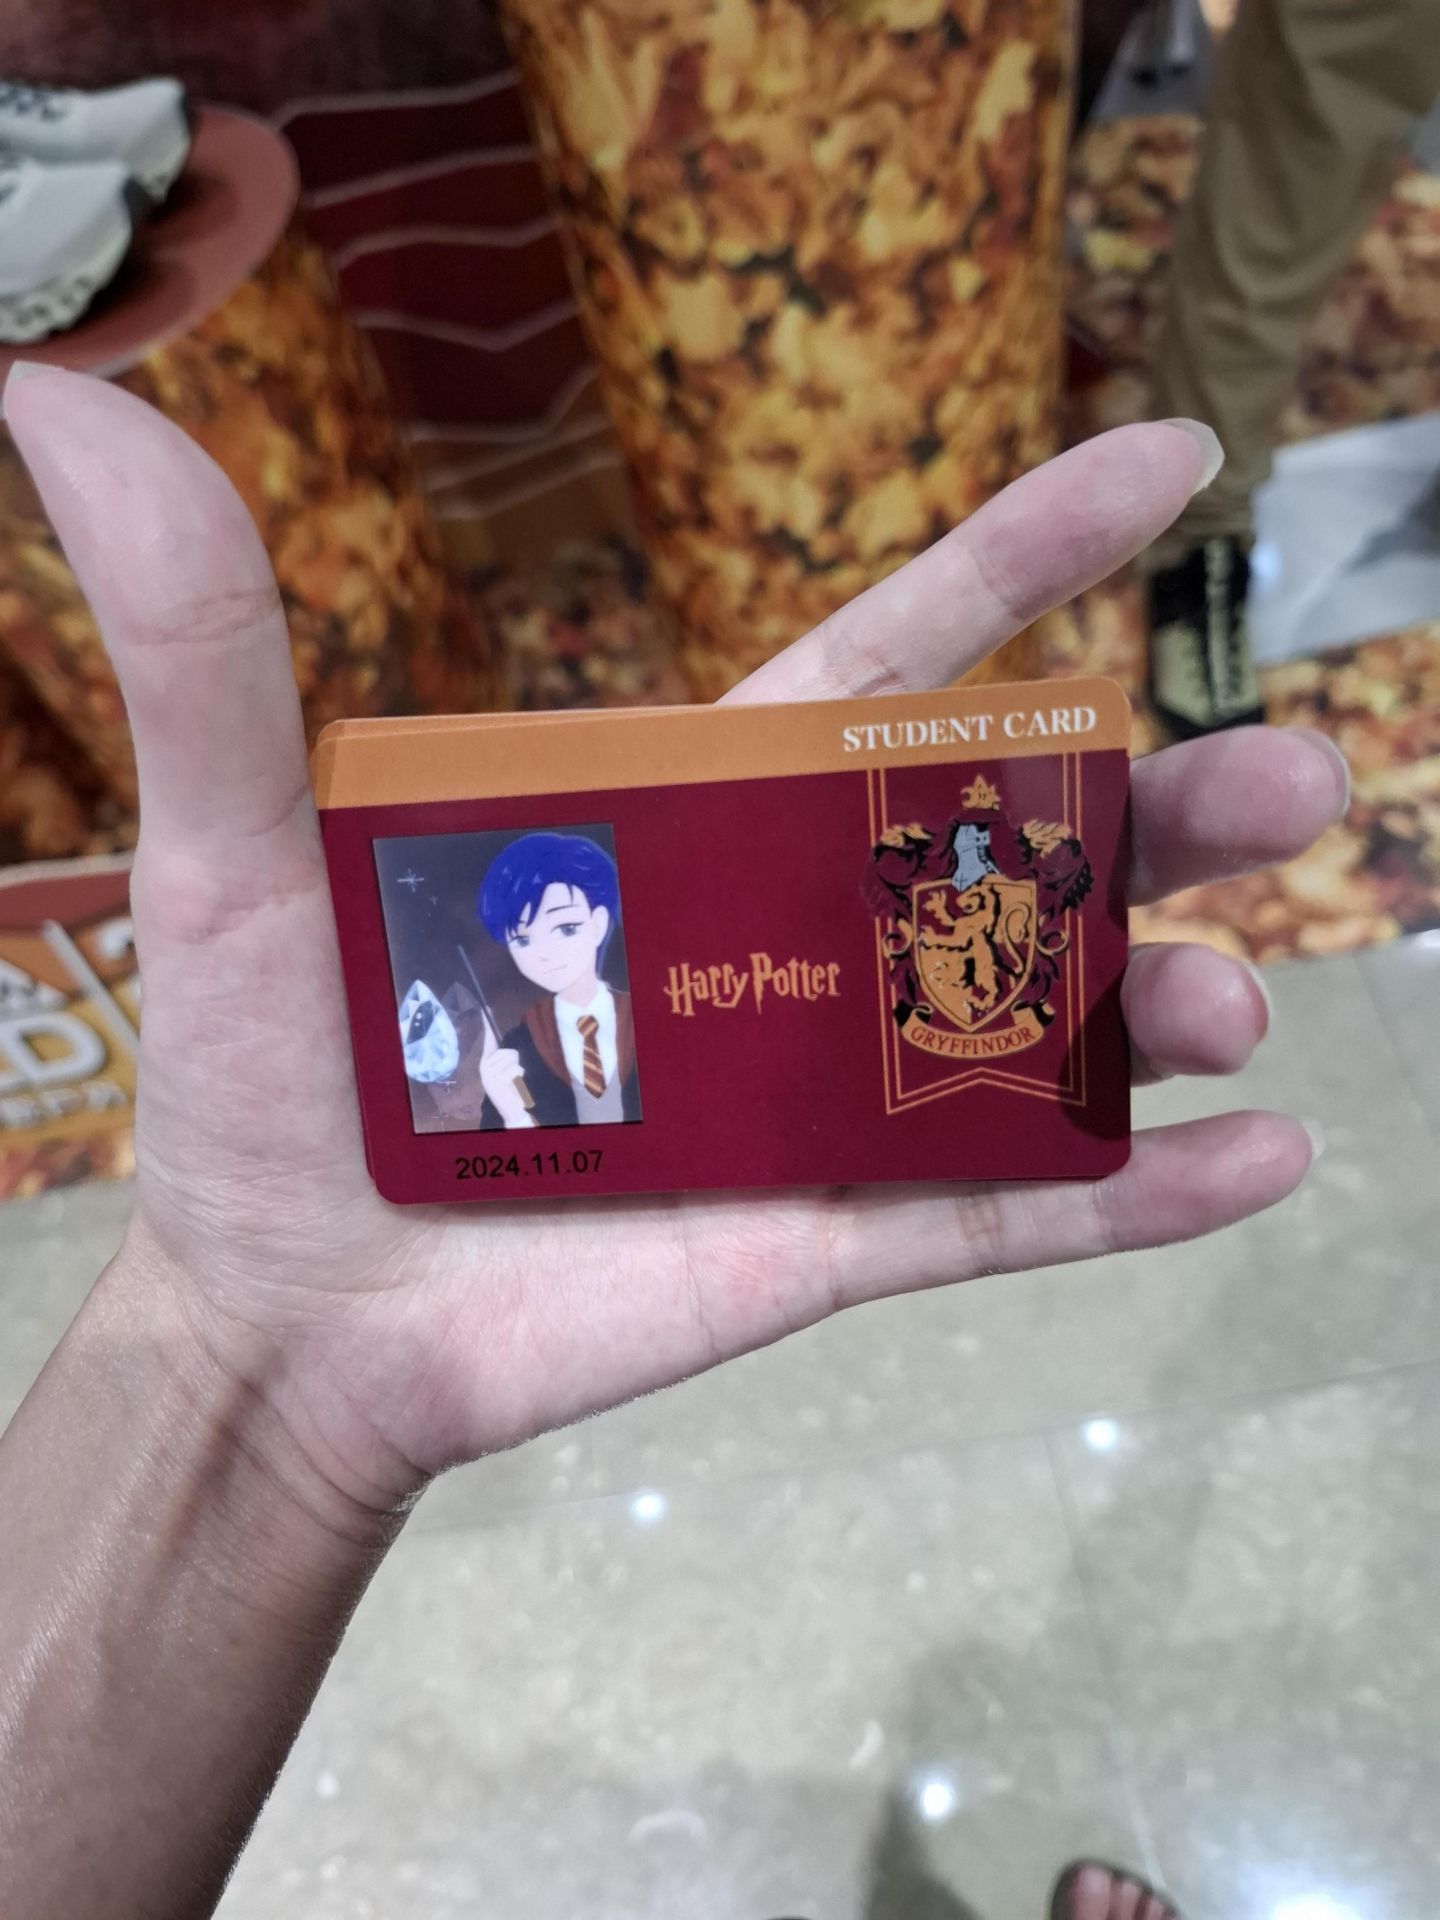 STUDENT CARD
Harry Potter
GRYFFINDOR
2024.11.07